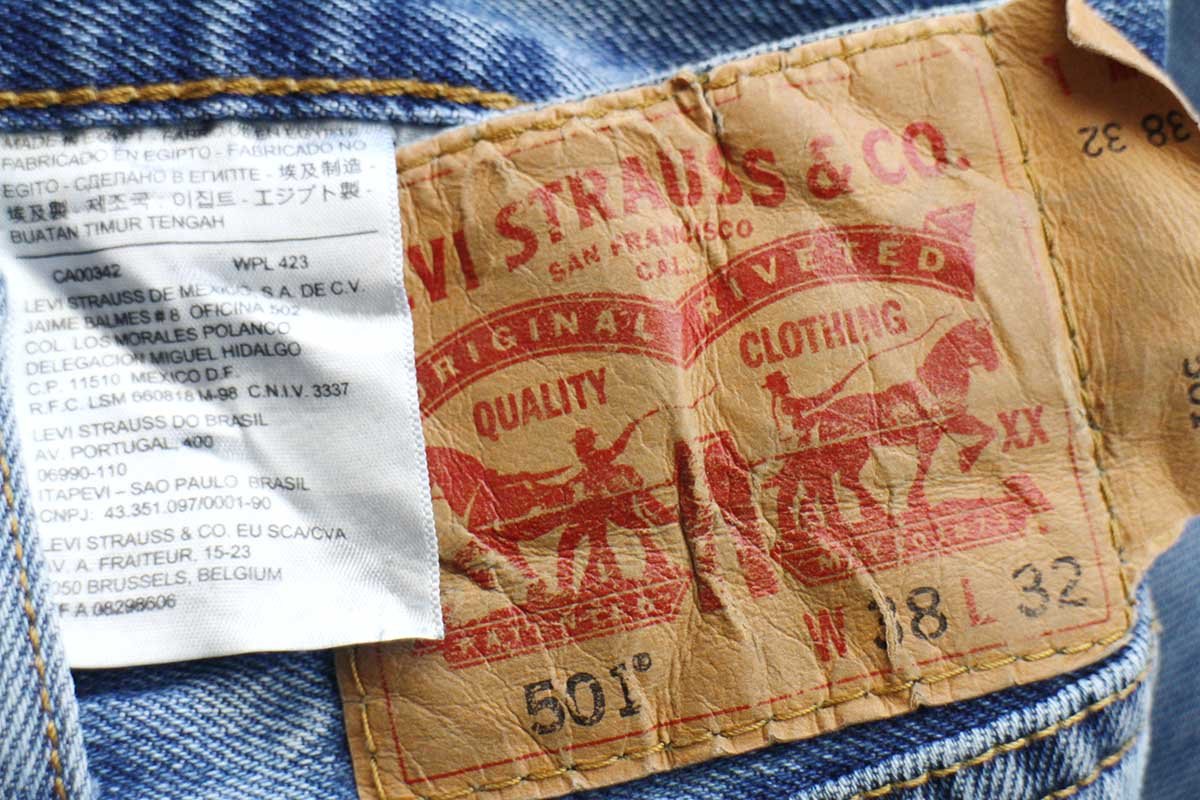 MADE IN EGYPT
FABRICADO EN EGIPTO - FABRICADO NO
EGITO - СДЕЛАНО В ЕГИПТЕ - 埃及制造 -
埃及製 - 제조국 - 이집트 - エジプト製 -
BUATAN TIMUR TENGAH
CA00342 WPL 423
LEVI STRAUSS DE MEXICO, S.A. DE C.V.
JAIME BALMES # 8 OFICINA 502
COL. LOS MORALES POLANCO
DELEGACION MIGUEL HIDALGO
C.P. 11510 MEXICO D.F.
R.F.C. LSM 660818 M-98 C.N.I.V. 3337
LEVI STRAUSS DO BRASIL
AV. PORTUGAL, 400
06990-110
ITAPEVI – SAO PAULO BRASIL
CNPJ: 43.351.097/0001-90
LEVI STRAUSS & CO. EU SCA/CVA
AV. A. FRAITEUR. 15-23
1050 BRUSSELS, BELGIUM
A 08298606
LEVI STRAUSS & CO.
SAN FRANCISCO
CAL.
ORIGINAL RIVETED
QUALITY CLOTHING
XX
501®
W 38 L 32
38 32
501